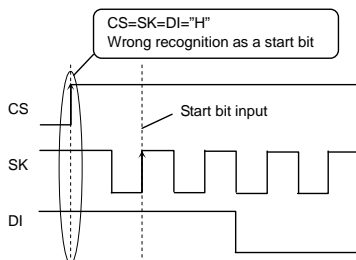 CS=SK=DI="H"
Wrong recognition as a start bit
Start bit input
CS
SK
DI